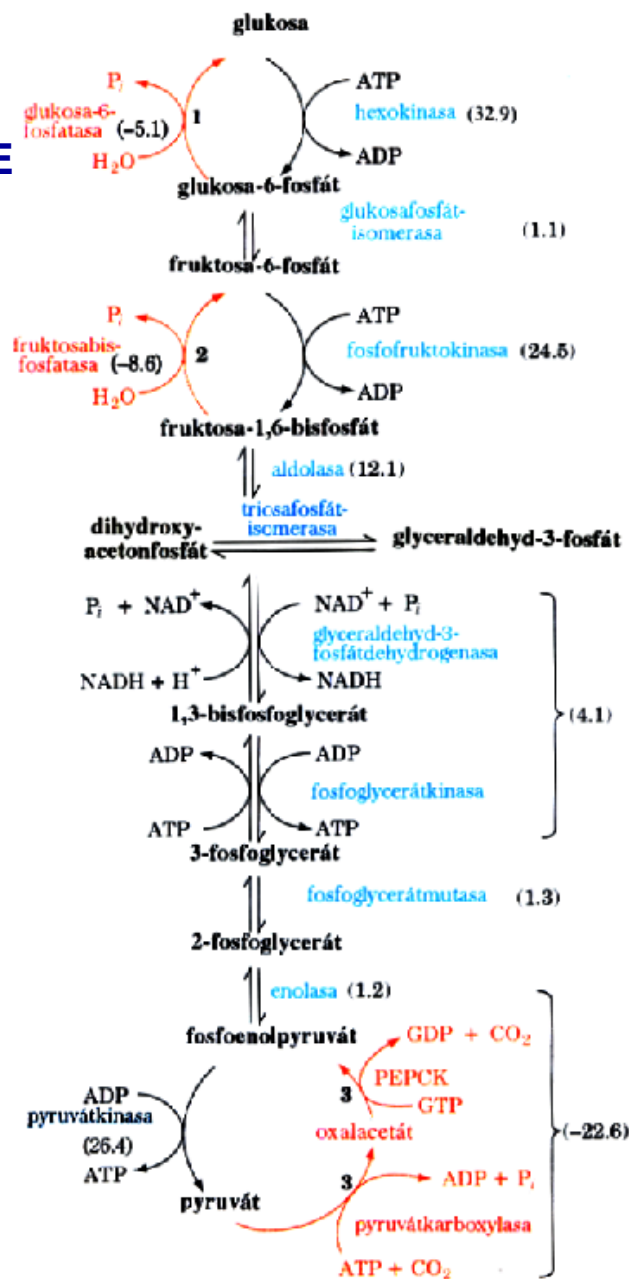 glukosa
P_i
ATP
glukosa-6-
fosfatasa (−5.1)
1
hexokinasa (32.9)
E
H₂O
ADP
glukosa-6-fosfát
glukosafosfát-
isomerasa (1.1)
fruktosa-6-fosfát
P_i
ATP
fruktosabis-
fosfatasa (−8.6)
2
fosfofruktokinasa (24.5)
H₂O
ADP
fruktosa-1,6-bisfosfát
aldolasa (12.1)
triosafosfát-
isomerasa
dihydroxy-
acetonfosfát
glyceraldehyd-3-fosfát
P_i + NAD⁺
NAD⁺ + P_i
glyceraldehyd-3-
fosfátdehydrogenasa
NADH + H⁺
NADH
1,3-bisfosfoglycerát
(4.1)
ADP
ADP
fosfoglycerátkinasa
ATP
ATP
3-fosfoglycerát
fosfoglycerátmutasa (1.3)
2-fosfoglycerát
enolasa (1.2)
fosfoenolpyruvát
GDP + CO₂
PEPCK
3
GTP
ADP
pyruvátkinasa
(26.4)
ATP
oxalacetát
(−22.6)
pyruvát
3
ADP + P_i
pyruvátkarboxylasa
ATP + CO₂